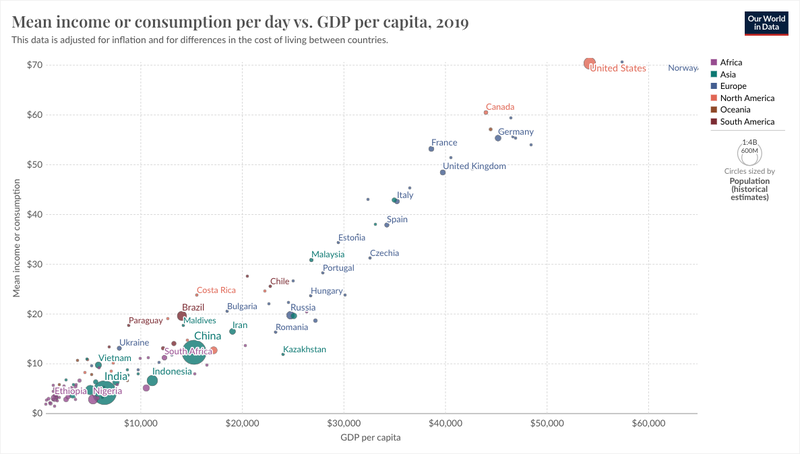 Mean income or consumption per day vs. GDP per capita, 2019
This data is adjusted for inflation and for differences in the cost of living between countries.
Our World
in Data
Mean income or consumption
$70
$60
$50
$40
$30
$20
$10
$0
United States
Norway
Canada
Germany
France
United Kingdom
Italy
Spain
Estonia
Czechia
Malaysia
Portugal
Chile
Costa Rica
Hungary
Brazil
Bulgaria
Russia
Paraguay
Maldives
Iran
Romania
Ukraine
China
South Africa
Kazakhstan
Vietnam
Indonesia
India
Ethiopia
Nigeria
$10,000
$20,000
$30,000
$40,000
$50,000
$60,000
GDP per capita
Africa
Asia
Europe
North America
Oceania
South America
1:4B
600M
Circles sized by
Population
(historical
estimates)